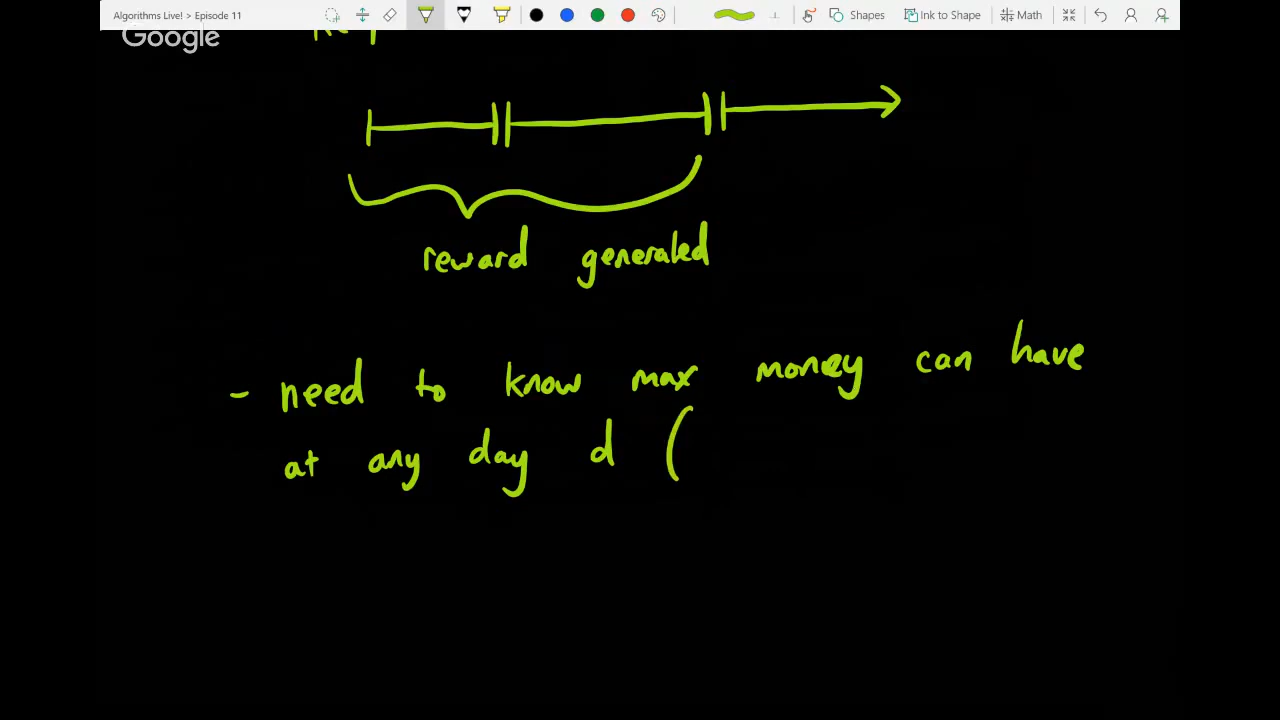 Algorithms Live! > Episode 11
Shapes
Ink to Shape
Math
Google
reward generated
- need to know max money can have
at any day d (